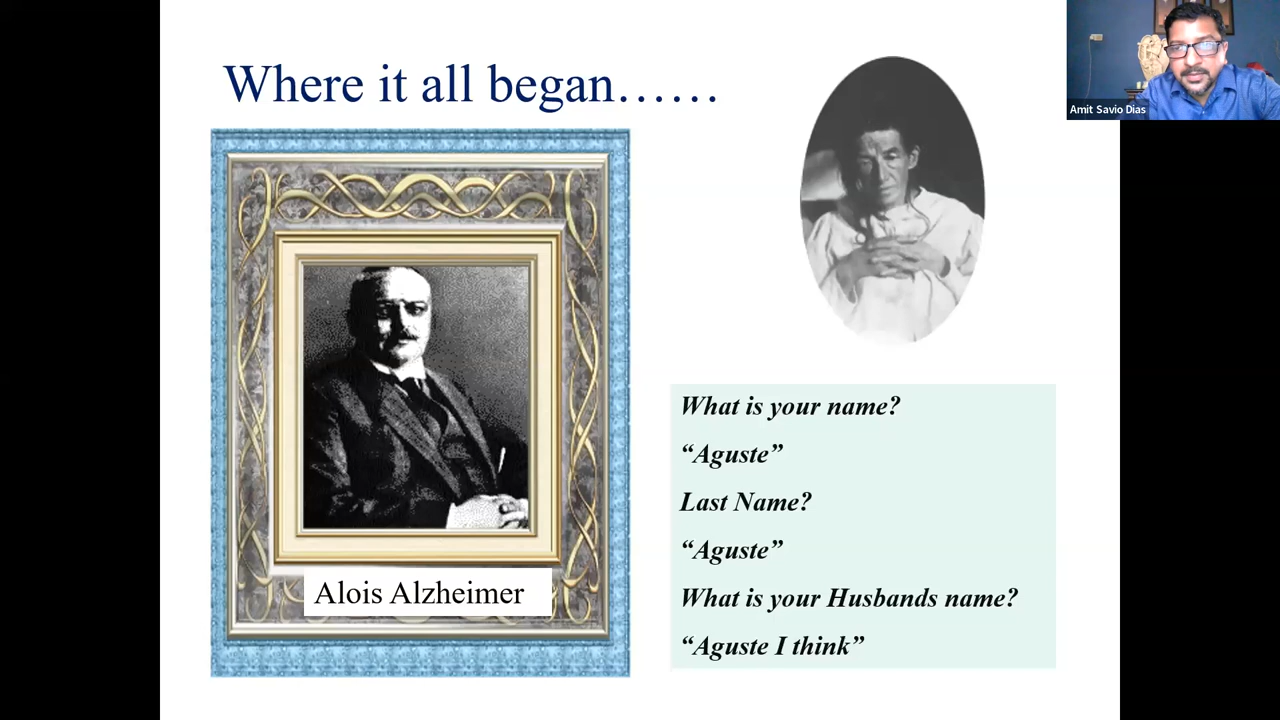 Where it all began……
Amit Savio Dias
Alois Alzheimer
What is your name?
“Aguste”
Last Name?
“Aguste”
What is your Husbands name?
“Aguste I think”